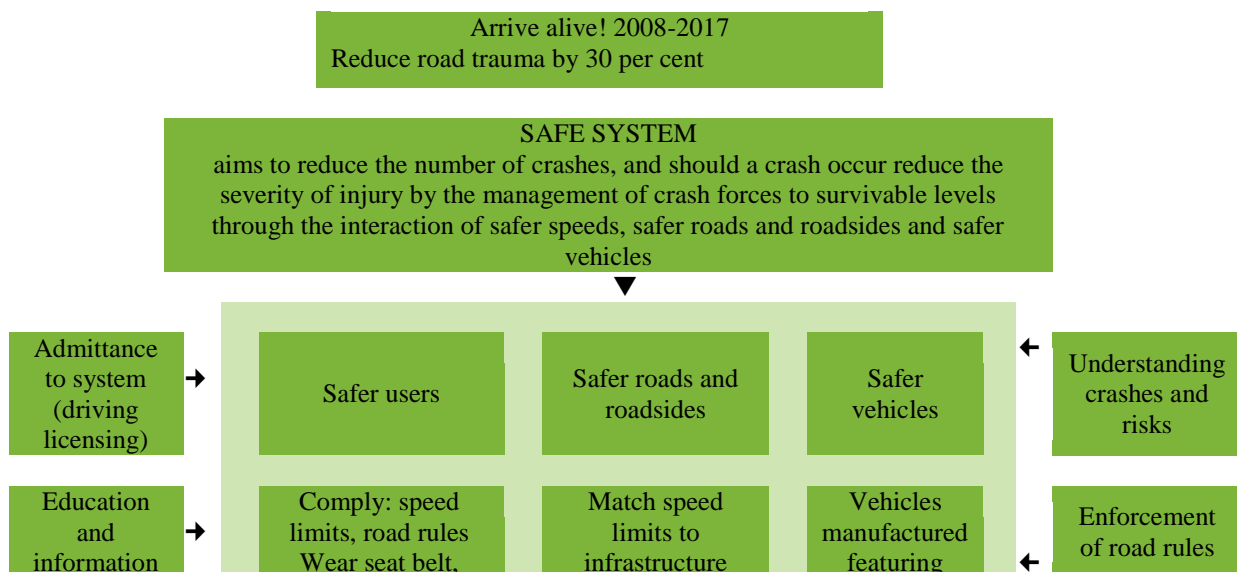 Arrive alive! 2008-2017
Reduce road trauma by 30 per cent
SAFE SYSTEM
aims to reduce the number of crashes, and should a crash occur reduce the
severity of injury by the management of crash forces to survivable levels
through the interaction of safer speeds, safer roads and roadsides and safer
vehicles
Admittance
to system
(driving
licensing)
Safer users
Safer roads and
roadsides
Safer
vehicles
Understanding
crashes and
risks
Education
and
information
Comply: speed
limits, road rules
Wear seat belt,
Match speed
limits to
infrastructure
Vehicles
manufactured
featuring
Enforcement
of road rules